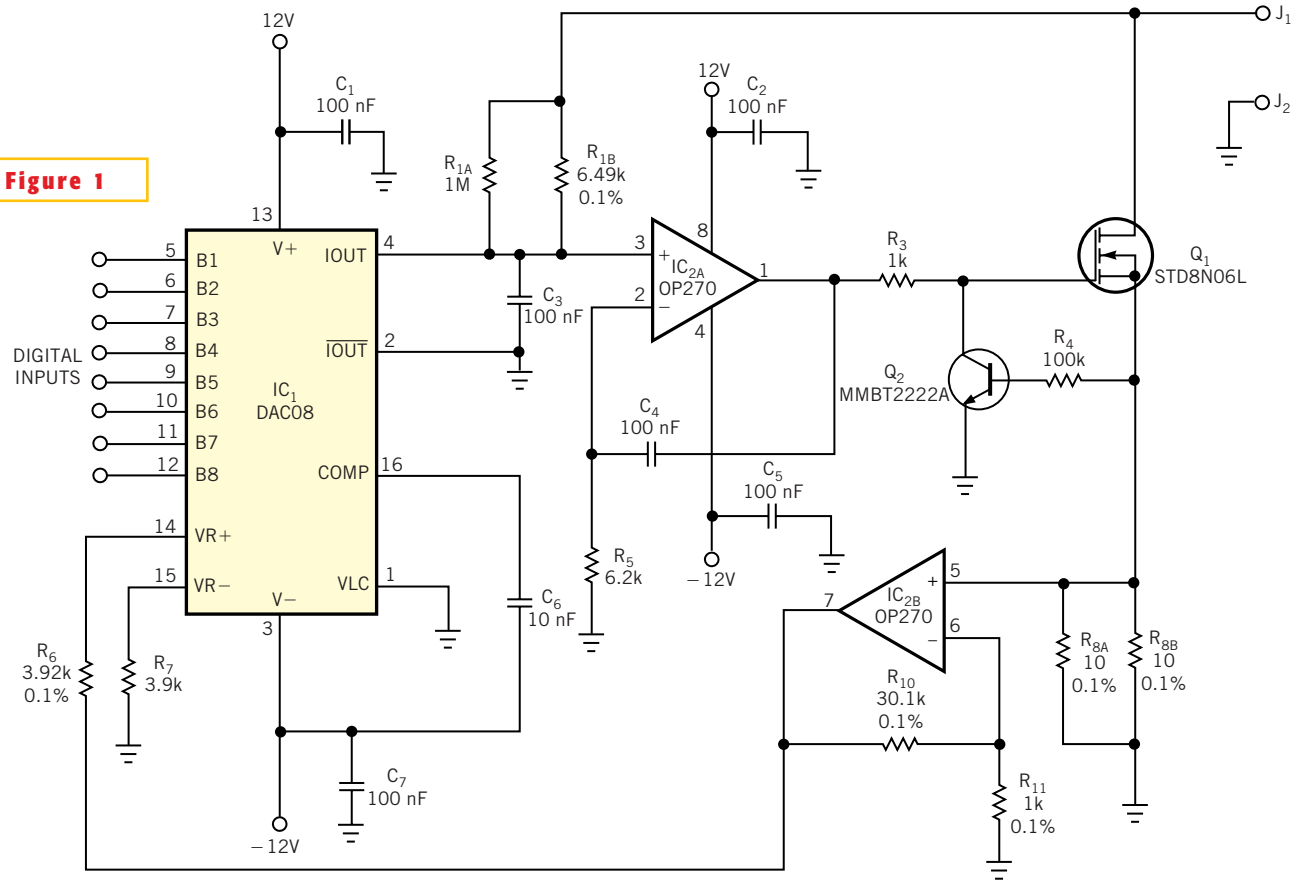 Figure 1
12V
C1
100 nF
13
V+
5
B1
6
B2
7
B3
8
B4
9
B5
10
B6
11
B7
12
B8
DIGITAL
INPUTS
IC1
DAC08
IOUT
4
IOUT
2
COMP
16
VLC
1
14
VR+
15
VR−
V−
3
R6
3.92k
0.1%
R7
3.9k
−12V
C7
100 nF
C6
10 nF
R1A
1M
R1B
6.49k
0.1%
C3
100 nF
12V
C2
100 nF
3
+
2
−
8
4
1
IC2A
OP270
R3
1k
C4
100 nF
R5
6.2k
C5
100 nF
−12V
Q2
MMBT2222A
R4
100k
Q1
STD8N06L
J1
J2
IC2B
OP270
5
+
6
−
7
R10
30.1k
0.1%
R11
1k
0.1%
R8A
10
0.1%
R8B
10
0.1%